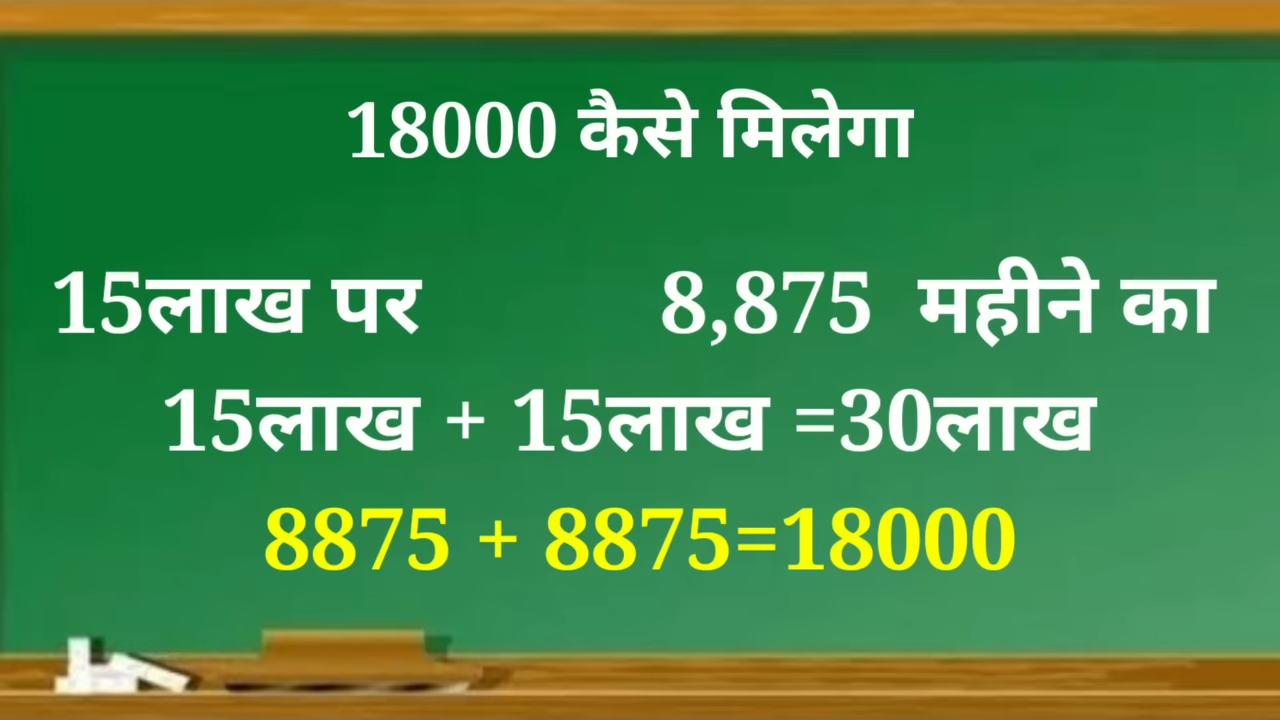 18000 कैसे मिलेगा
15लाख पर 8,875 महीने का
15लाख + 15लाख =30लाख
8875 + 8875=18000